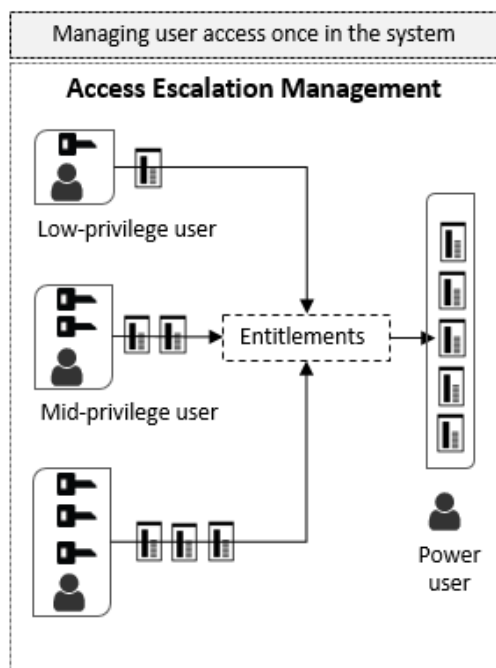 Managing user access once in the system
Access Escalation Management
Low-privilege user
Mid-privilege user
Entitlements
Power
user